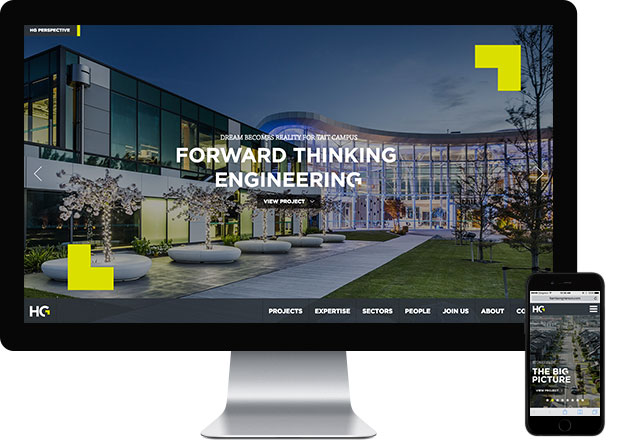 HG PERSPECTIVE
DREAM BECOMES REALITY FOR TAIT CAMPUS
FORWARD THINKING
ENGINEERING
VIEW PROJECT
HG
PROJECTS EXPERTISE SECTORS PEOPLE JOIN US ABOUT CO
HG
THE BIG
PICTURE
VIEW PROJECT